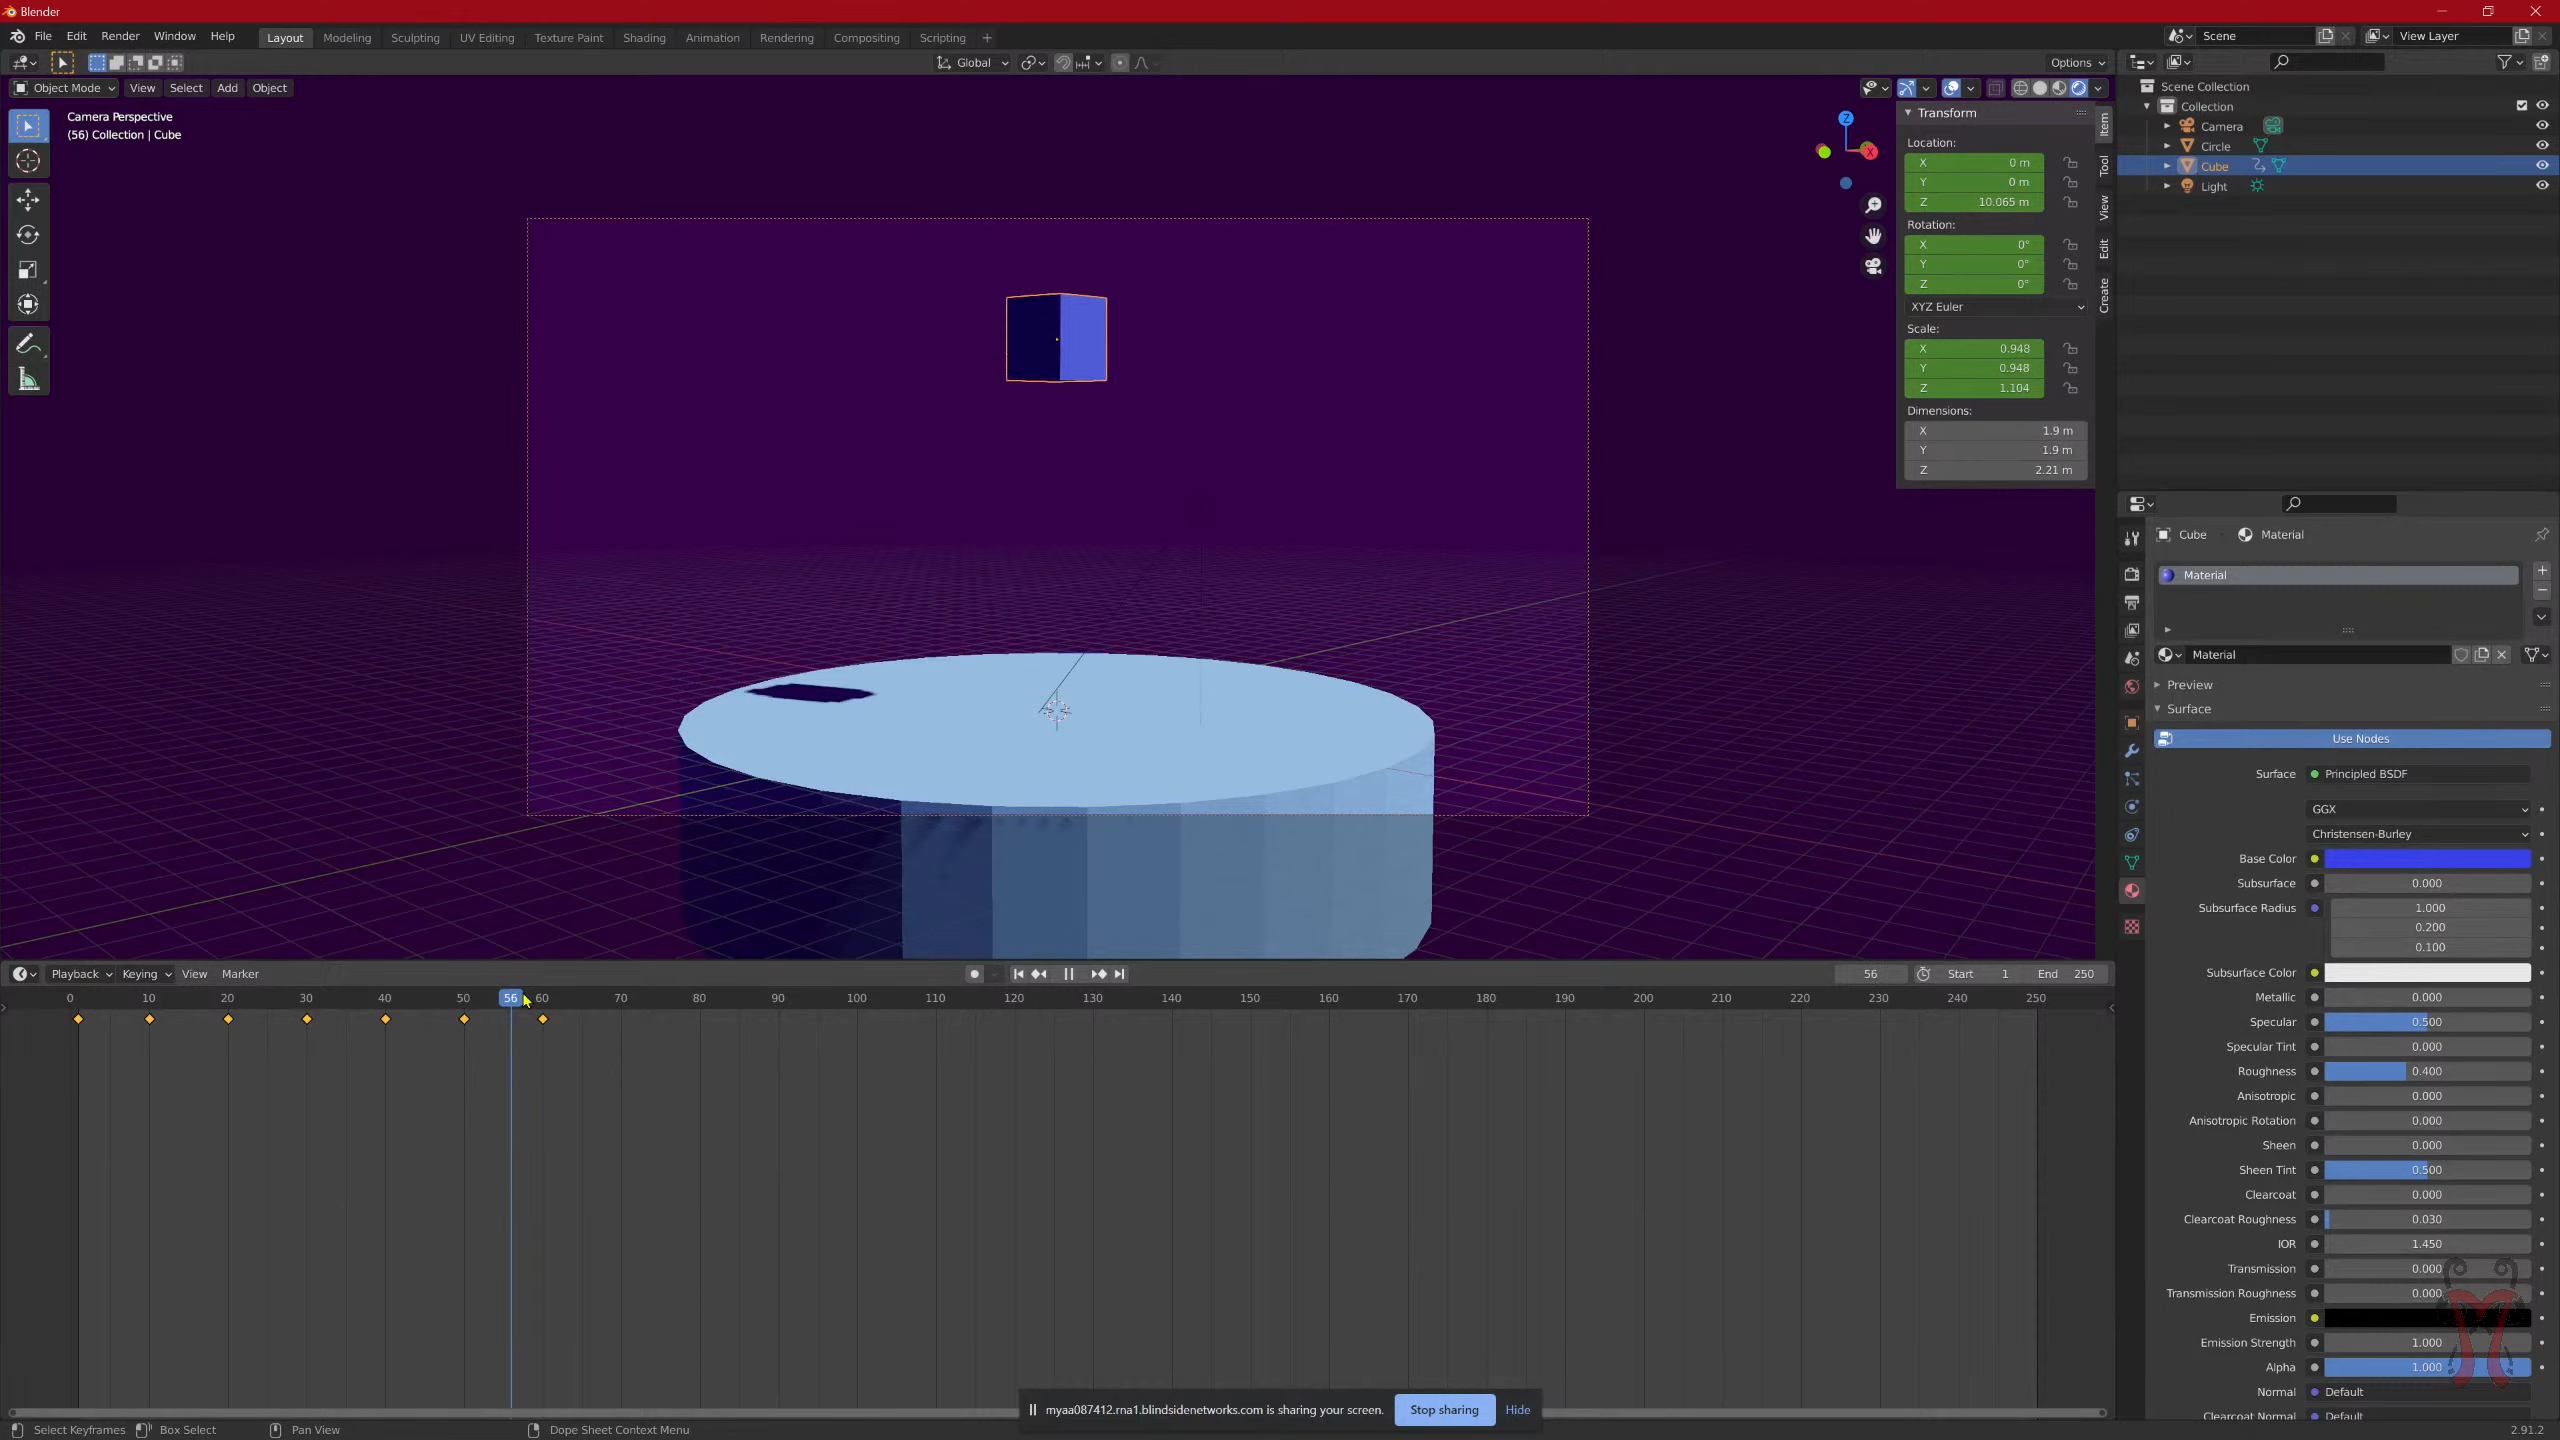 Blender
File Edit Render Window Help Layout Modeling Sculpting UV Editing Texture Paint Shading Animation Rendering Compositing Scripting + Scene View Layer
Global Options
Object Mode View Select Add Object
Camera Perspective
(56) Collection | Cube
Z
X
Transform
Location:
X 0 m
Y 0 m
Z 10.065 m
Rotation:
X 0°
Y 0°
Z 0°
XYZ Euler
Scale:
X 0.948
Y 0.948
Z 1.104
Dimensions:
X 1.9 m
Y 1.9 m
Z 2.21 m
Item
Tool
View
Edit
Create
Scene Collection
Collection
Camera
Circle
Cube
Light
Cube Material
Material
Material
Preview
Surface
Use Nodes
Surface Principled BSDF
GGX
Christensen-Burley
Base Color
Subsurface 0.000
Subsurface Radius 1.000
0.200
0.100
Subsurface Color
Metallic 0.000
Specular 0.500
Specular Tint 0.000
Roughness 0.400
Anisotropic 0.000
Anisotropic Rotation 0.000
Sheen 0.000
Sheen Tint 0.500
Clearcoat 0.000
Clearcoat Roughness 0.030
IOR 1.450
Transmission 0.000
Transmission Roughness 0.000
Emission
Emission Strength 1.000
Alpha 1.000
Normal Default
Clearcoat Normal Default
Playback Keying View Marker 56 Start 1 End 250
0 10 20 30 40 50 56 60 70 80 90 100 110 120 130 140 150 160 170 180 190 200 210 220 230 240 250
myaa087412.rna1.blindsidenetworks.com is sharing your screen. Stop sharing Hide
Select Keyframes Box Select Pan View Dope Sheet Context Menu 2.91.2